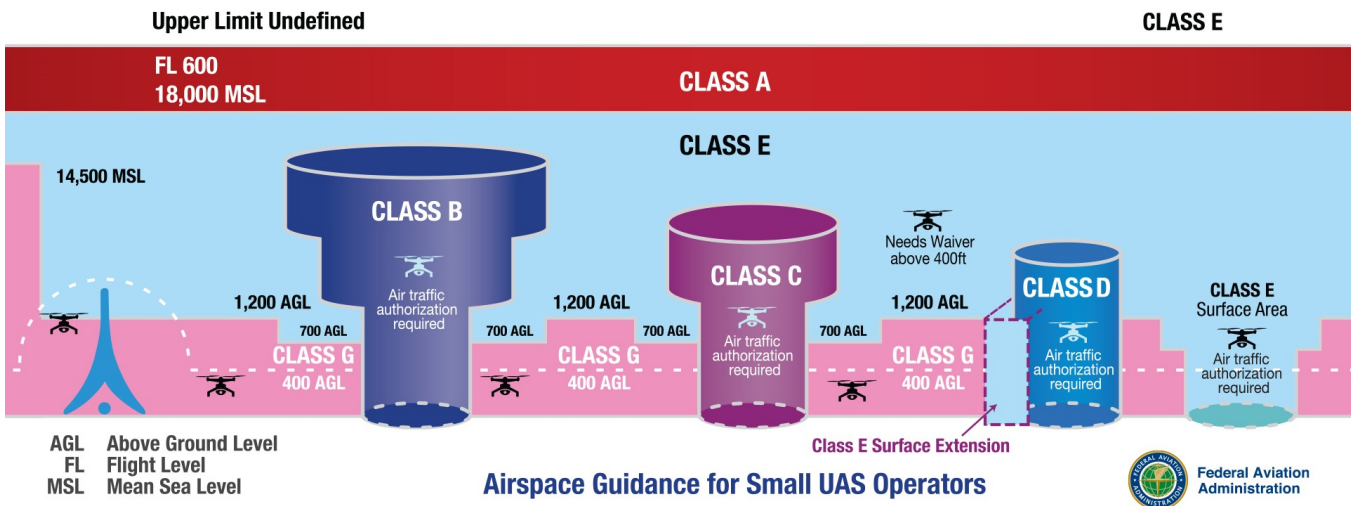 Upper Limit Undefined
CLASS E
FL 600
18,000 MSL
CLASS A
CLASS E
14,500 MSL
CLASS B
Air traffic
authorization
required
CLASS C
Air traffic
authorization
required
Needs Waiver
above 400ft
CLASS D
Air traffic
authorization
required
CLASS E
Surface Area
Air traffic
authorization
required
1,200 AGL
700 AGL
CLASS G
400 AGL
700 AGL
1,200 AGL
CLASS G
400 AGL
700 AGL
700 AGL
1,200 AGL
CLASS G
400 AGL
Class E Surface Extension
AGL Above Ground Level
FL Flight Level
MSL Mean Sea Level
Airspace Guidance for Small UAS Operators
FEDERAL AVIATION
ADMINISTRATION
Federal Aviation
Administration